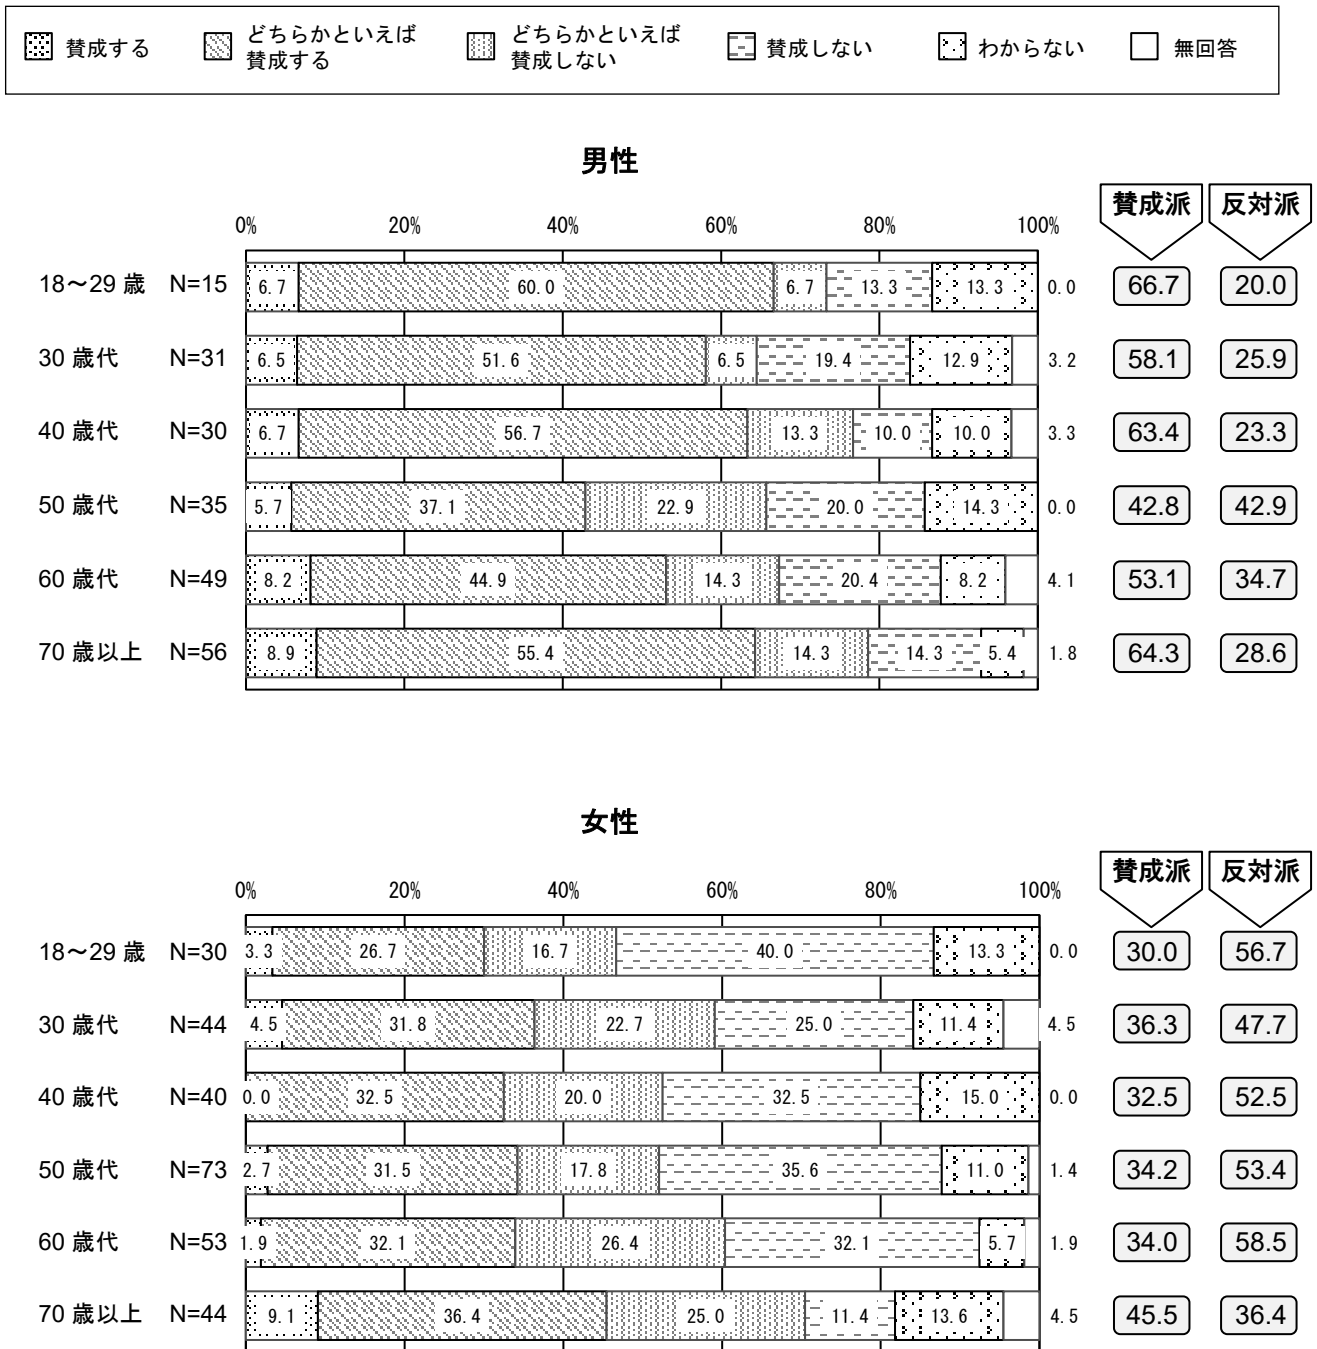 賛成する
どちらかといえば
賛成する
どちらかといえば
賛成しない
賛成しない
わからない
無回答
男性
賛成派 反対派
0% 20% 40% 60% 80% 100%
18～29 歳 N=15 6.7 60.0 6.7 13.3 13.3 0.0 66.7 20.0
30 歳代 N=31 6.5 51.6 6.5 19.4 12.9 3.2 58.1 25.9
40 歳代 N=30 6.7 56.7 13.3 10.0 10.0 3.3 63.4 23.3
50 歳代 N=35 5.7 37.1 22.9 20.0 14.3 0.0 42.8 42.9
60 歳代 N=49 8.2 44.9 14.3 20.4 8.2 4.1 53.1 34.7
70 歳以上 N=56 8.9 55.4 14.3 14.3 5.4 1.8 64.3 28.6
女性
賛成派 反対派
0% 20% 40% 60% 80% 100%
18～29 歳 N=30 3.3 26.7 16.7 40.0 13.3 0.0 30.0 56.7
30 歳代 N=44 4.5 31.8 22.7 25.0 11.4 4.5 36.3 47.7
40 歳代 N=40 0.0 32.5 20.0 32.5 15.0 0.0 32.5 52.5
50 歳代 N=73 2.7 31.5 17.8 35.6 11.0 1.4 34.2 53.4
60 歳代 N=53 1.9 32.1 26.4 32.1 5.7 1.9 34.0 58.5
70 歳以上 N=44 9.1 36.4 25.0 11.4 13.6 4.5 45.5 36.4